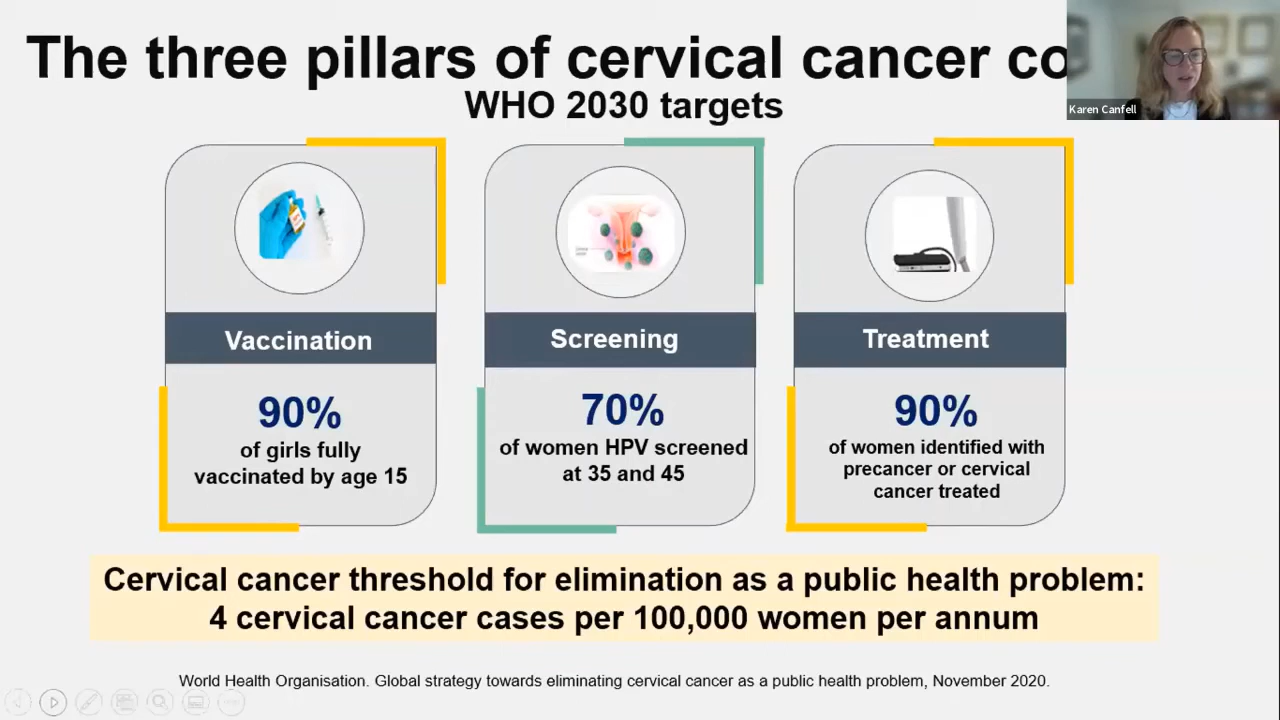 The three pillars of cervical cancer co
WHO 2030 targets
Karen Canfell
Vaccination
90%
of girls fully
vaccinated by age 15
Screening
70%
of women HPV screened
at 35 and 45
Treatment
90%
of women identified with
precancer or cervical
cancer treated
Cervical cancer threshold for elimination as a public health problem:
4 cervical cancer cases per 100,000 women per annum
World Health Organisation. Global strategy towards eliminating cervical cancer as a public health problem, November 2020.